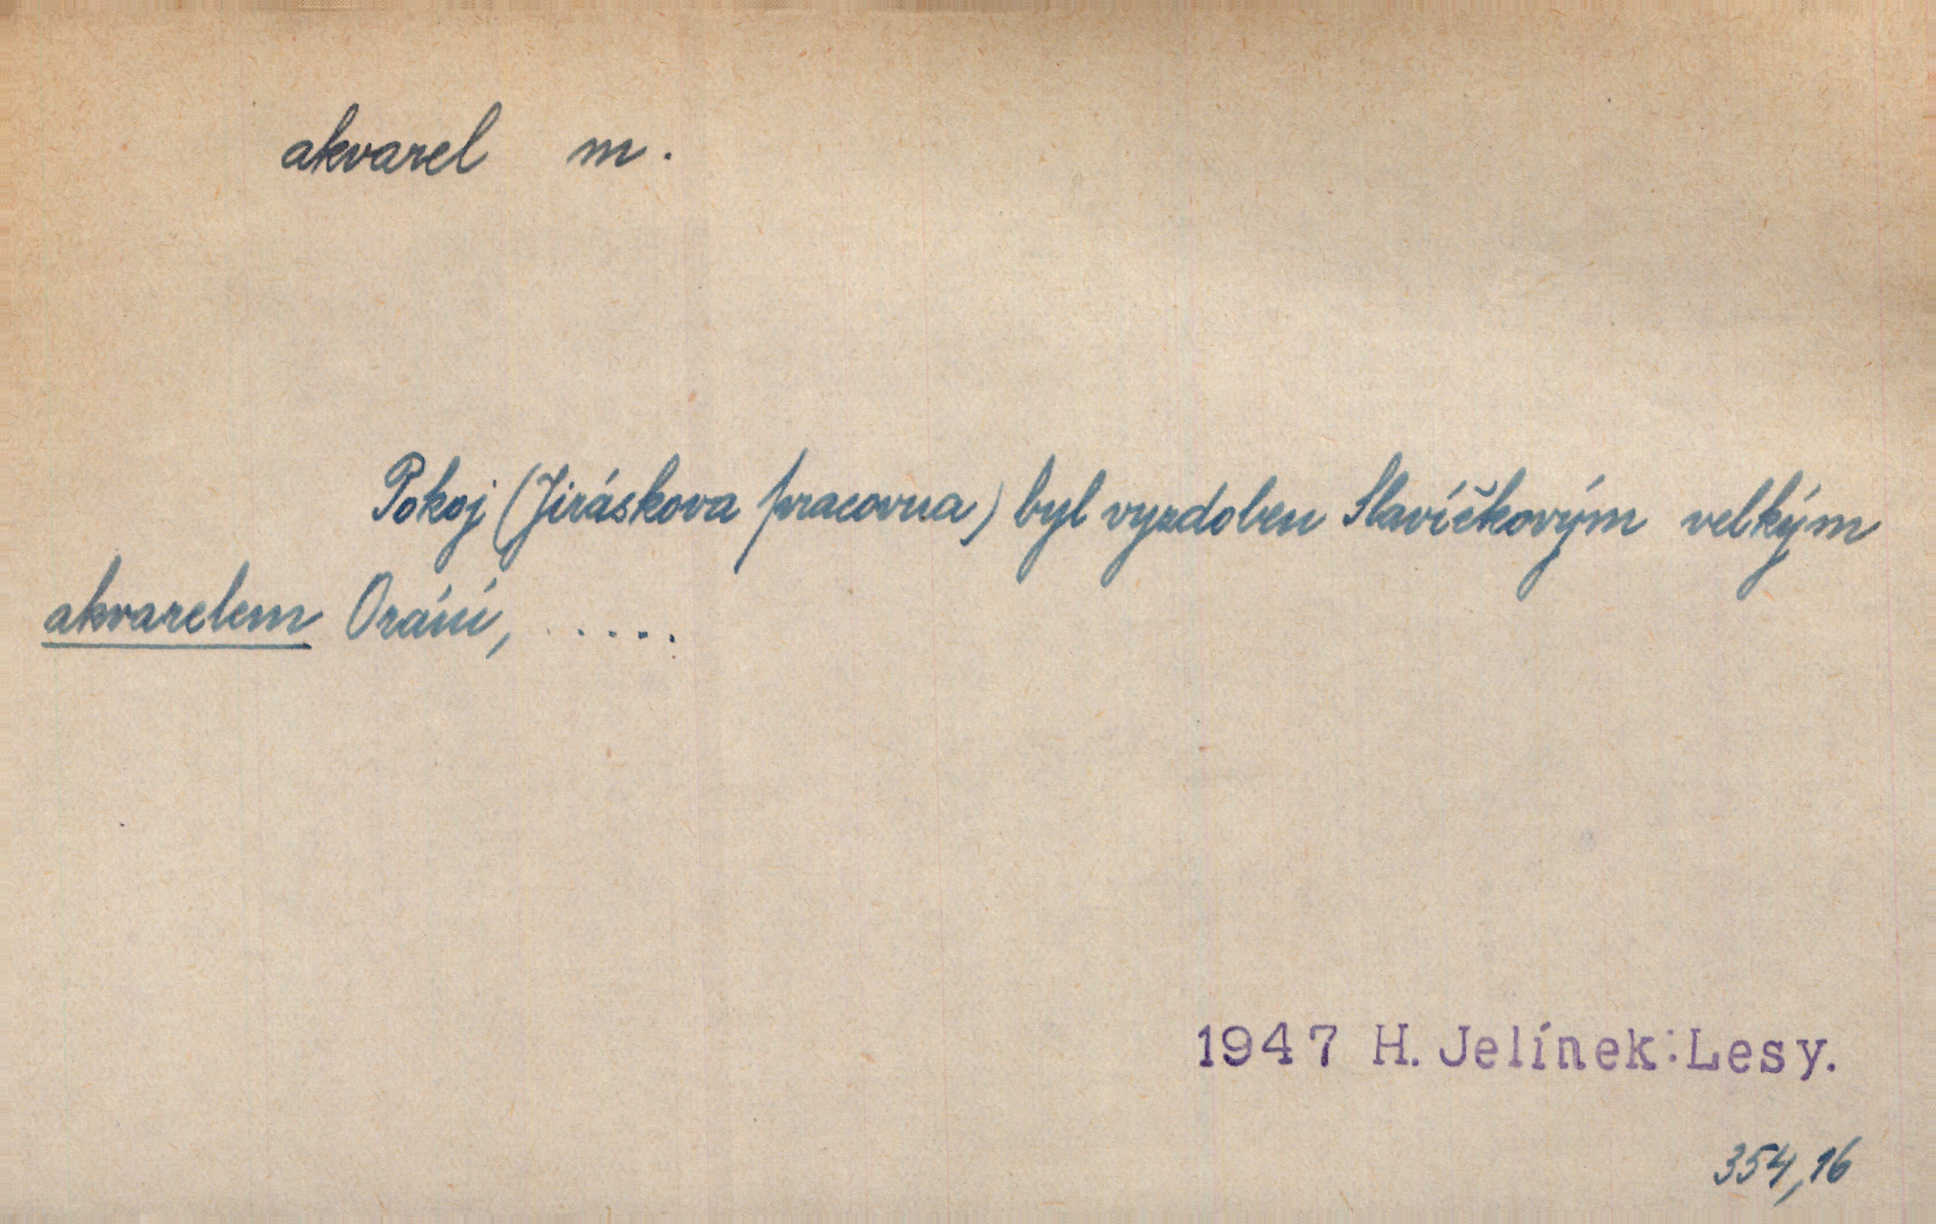 akvarel m.
Pokoj (Jiráskova pracovna) byl vyzdoben Slavíčkovým velkým
akvarelem Orání, ......
1947 H. Jelínek: Lesy.
354,16